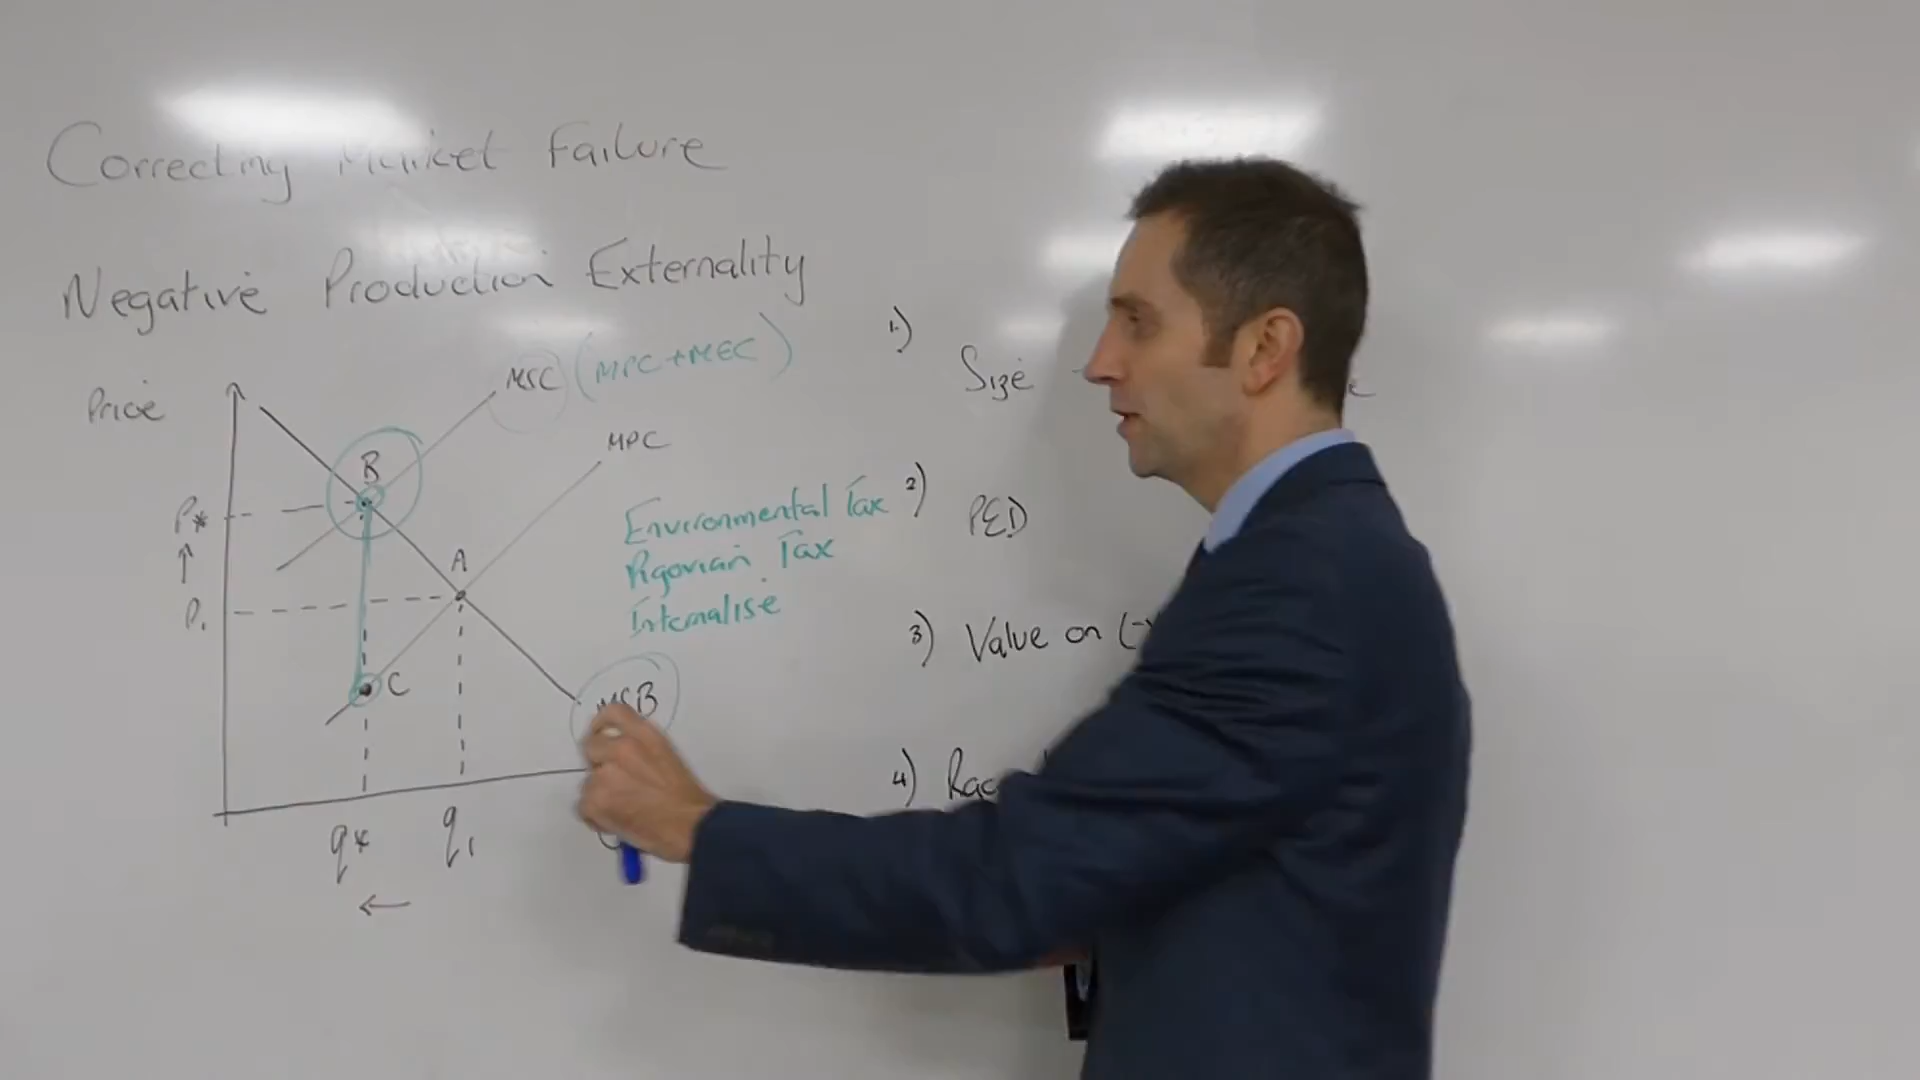 Correcting Market Failure
Negative Production Externality
Price
MSC (MPC+MEC)
MPC
B
P*
↑
P1
A
C
MSB
q*
q1
←
Environmental Tax
Pigovian Tax
Internalise
1)
Size
2)
PED
3) Value on (-
4)